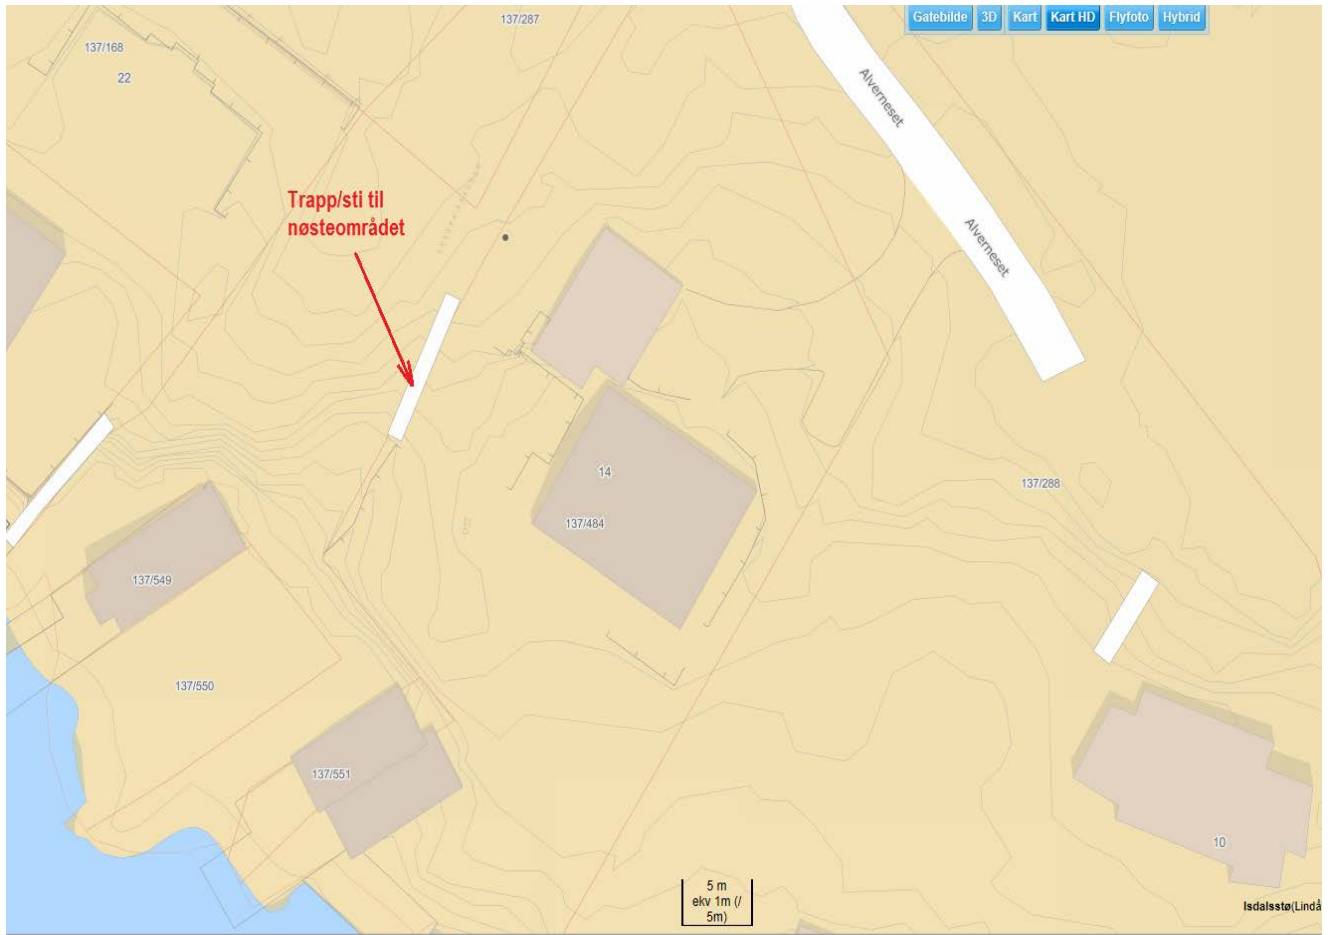 137/287
Gatebilde 3D Kart Kart HD Flyfoto Hybrid
137/168
22
Alverneset
Trapp/sti til
nøsteområdet
Alverneset
14
137/288
137/484
137/549
137/550
137/551
10
5 m
ekv 1m (/
5m)
Isdalsstø(Lindå